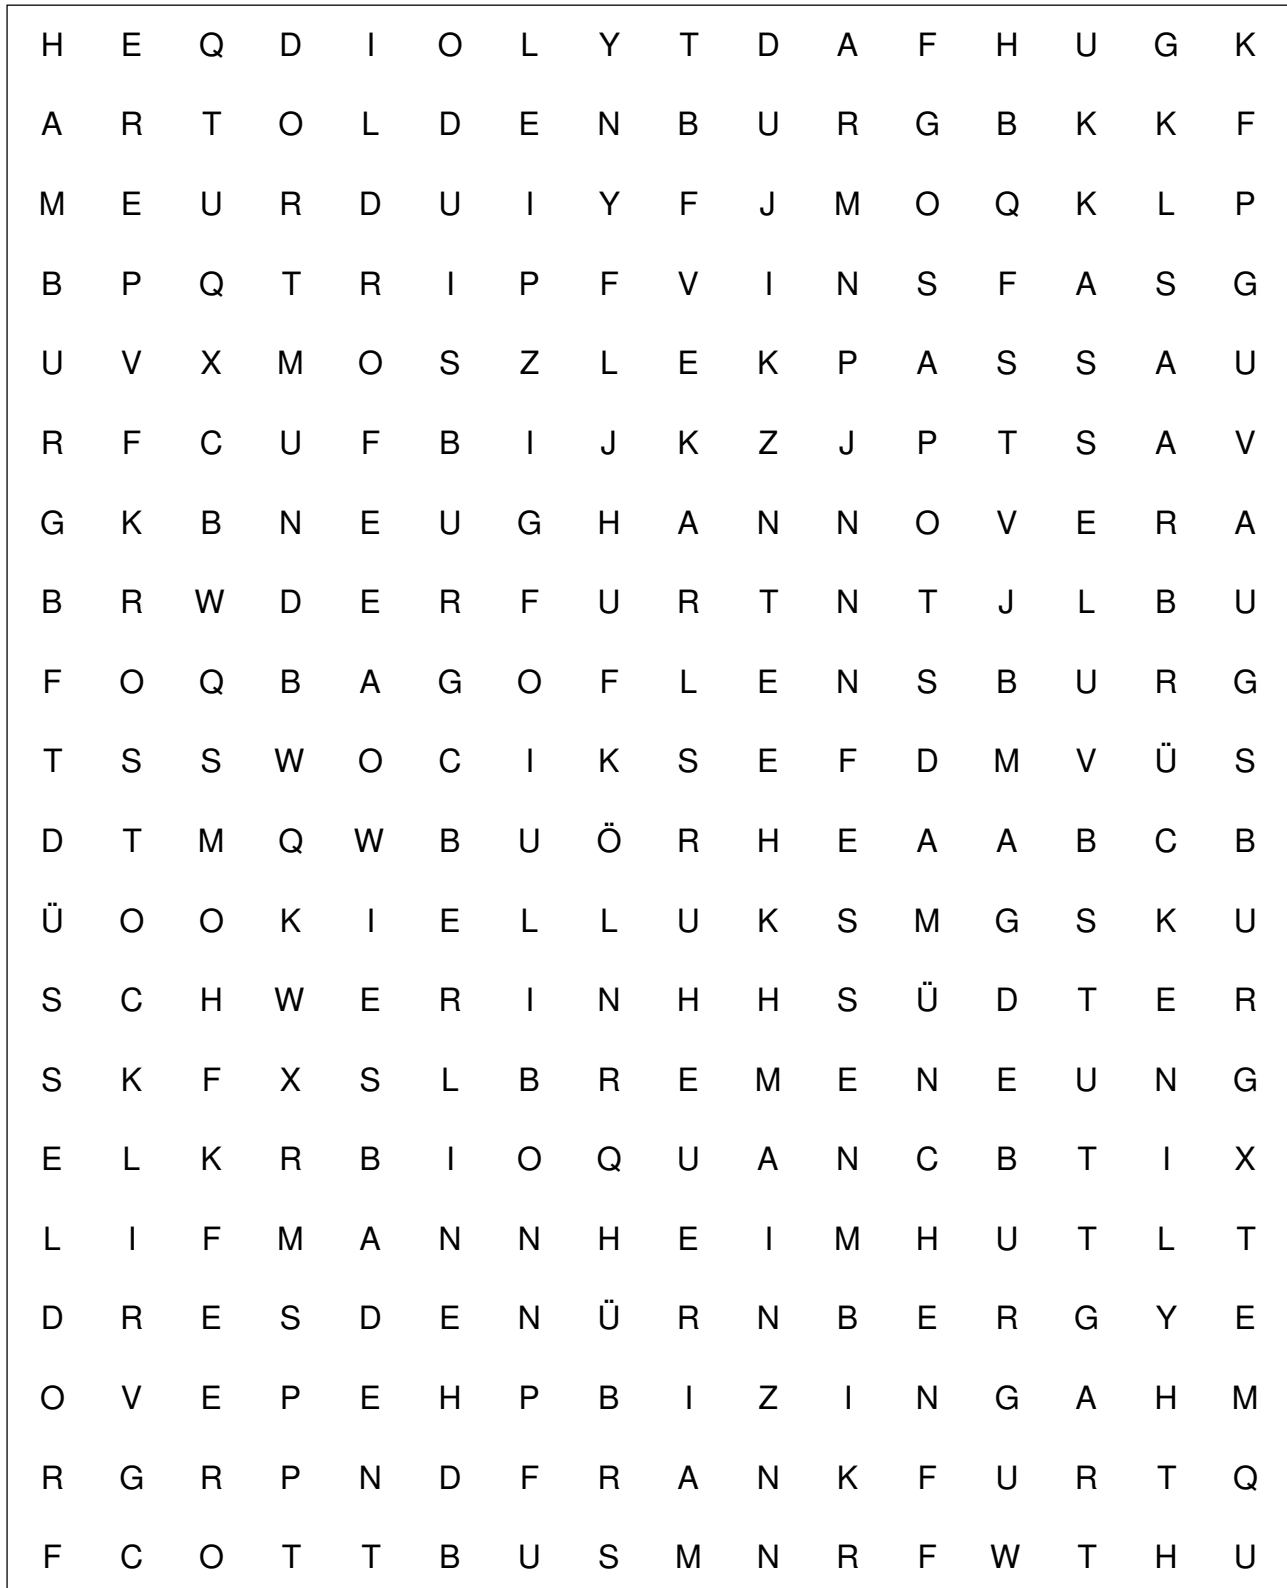 H E Q D I O L Y T D A F H U G K
A R T O L D E N B U R G B K K F
M E U R D U I Y F J M O Q K L P
B P Q T R I P F V I N S F A S G
U V X M O S Z L E K P A S S A U
R F C U F B I J K Z J P T S A V
G K B N E U G H A N N O V E R A
B R W D E R F U R T N T J L B U
F O Q B A G O F L E N S B U R G
T S S W O C I K S E F D M V Ü S
D T M Q W B U Ö R H E A A B C B
Ü O O K I E L L U K S M G S K U
S C H W E R I N H H S Ü D T E R
S K F X S L B R E M E N E U N G
E L K R B I O Q U A N C B T I X
L I F M A N N H E I M H U T L T
D R E S D E N Ü R N B E R G Y E
O V E P E H P B I Z I N G A H M
R G R P N D F R A N K F U R T Q
F C O T T B U S M N R F W T H U